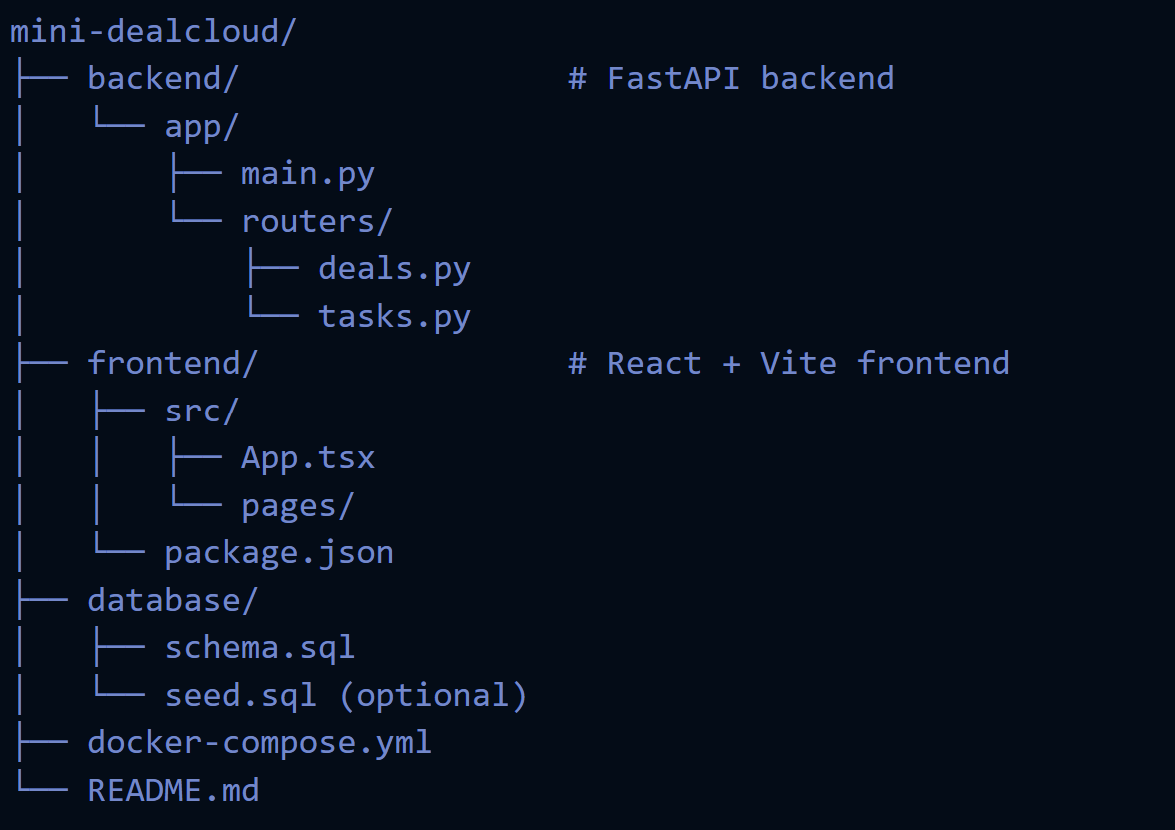 mini-dealcloud/
├── backend/                 # FastAPI backend
│   └── app/
│       ├── main.py
│       └── routers/
│           ├── deals.py
│           └── tasks.py
├── frontend/                # React + Vite frontend
│   ├── src/
│   │   ├── App.tsx
│   │   └── pages/
│   └── package.json
├── database/
│   ├── schema.sql
│   └── seed.sql (optional)
├── docker-compose.yml
└── README.md